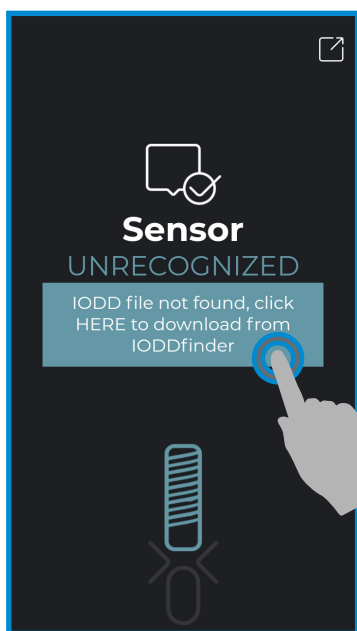 Sensor
UNRECOGNIZED
IODD file not found, click
HERE to download from
IODDfinder